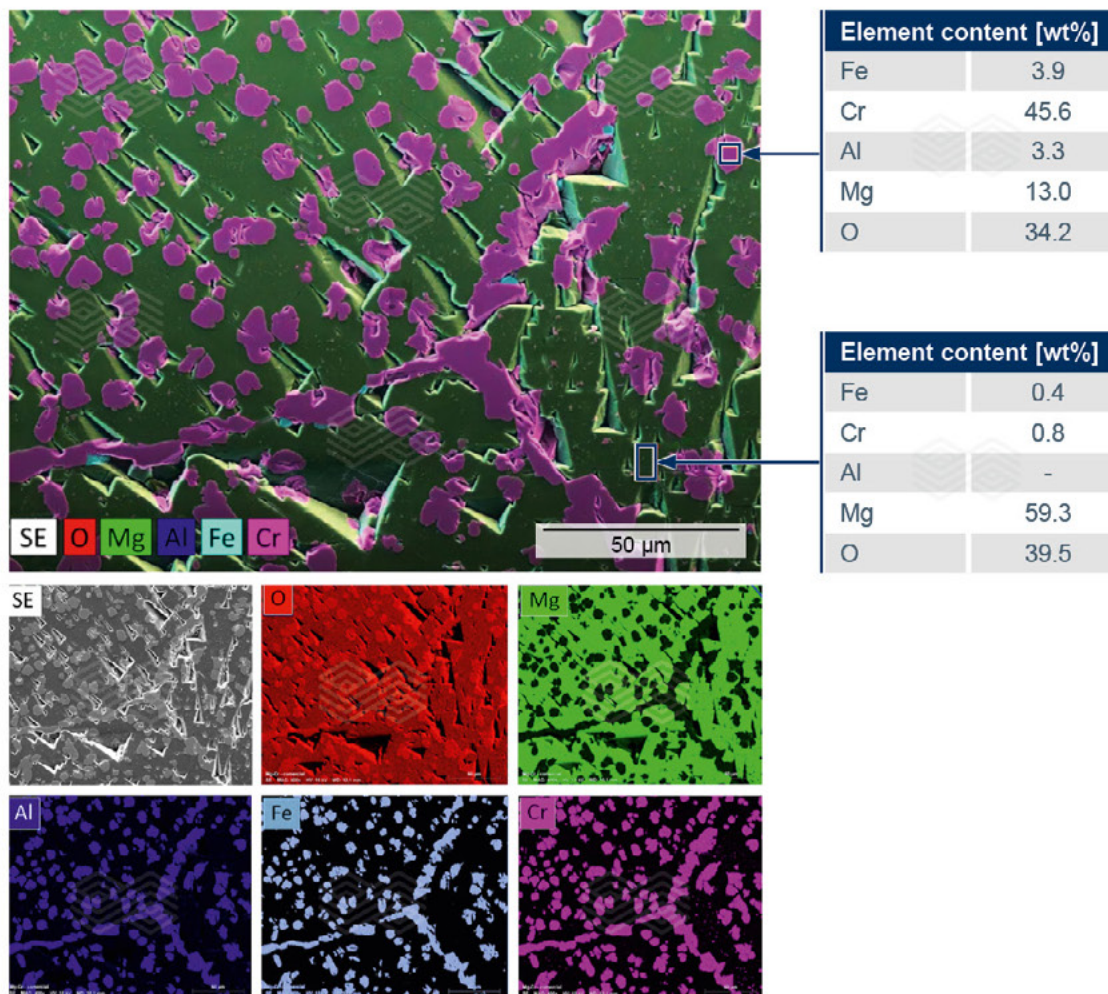 Element content [wt%]
Fe 3.9
Cr 45.6
Al 3.3
Mg 13.0
O 34.2
Element content [wt%]
Fe 0.4
Cr 0.8
Al -
Mg 59.3
O 39.5
SE O Mg Al Fe Cr
50 µm
SE
O
Mg
Al
Fe
Cr